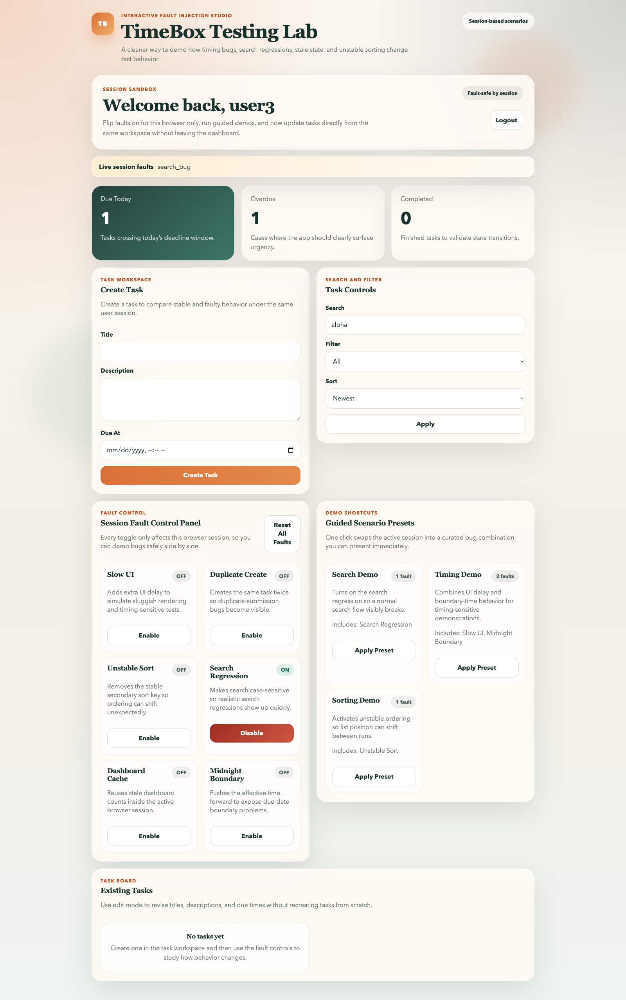 TB
INTERACTIVE FAULT INJECTION STUDIO
TimeBox Testing Lab
A cleaner way to demo how timing bugs, search regressions, stale state, and unstable sorting change
test behavior.
Session-based scenarios
SESSION SANDBOX
Welcome back, user3
Flip faults on for this browser only, run guided demos, and now update tasks directly from the
same workspace without leaving the dashboard.
Fault-safe by session
Logout
Live session faults search_bug
Due Today
1
Tasks crossing today's deadline window.
Overdue
1
Cases where the app should clearly surface
urgency.
Completed
0
Finished tasks to validate state transitions.
TASK WORKSPACE
Create Task
Create a task to compare stable and faulty behavior under the same
user session.
Title
Description
Due At
mm/dd/yyyy, --:-- --
Create Task
SEARCH AND FILTER
Task Controls
Search
alpha
Filter
All
Sort
Newest
Apply
FAULT CONTROL
Session Fault Control Panel
Every toggle only affects this browser session, so you
can demo bugs safely side by side.
Reset
All
Faults
Slow UI
OFF
Adds extra UI delay to
simulate sluggish rendering
and timing-sensitive tests.
Enable
Duplicate Create
OFF
Creates the same task twice
so duplicate-submission
bugs become visible.
Enable
Unstable Sort
OFF
Removes the stable
secondary sort key so
ordering can shift
unexpectedly.
Enable
Search
Regression
ON
Makes search case-sensitive
so realistic search
regressions show up quickly.
Disable
Dashboard
Cache
OFF
Reuses stale dashboard
counts inside the active
browser session.
Enable
Midnight
Boundary
OFF
Pushes the effective time
forward to expose due-date
boundary problems.
Enable
DEMO SHORTCUTS
Guided Scenario Presets
One click swaps the active session into a curated bug combination
you can present immediately.
Search Demo
1 fault
Turns on the search
regression so a normal
search flow visibly breaks.
Includes: Search Regression
Apply Preset
Timing Demo
2 faults
Combines UI delay and
boundary-time behavior for
timing-sensitive
demonstrations.
Includes: Slow UI, Midnight
Boundary
Apply Preset
Sorting Demo
1 fault
Activates unstable ordering
so list position can shift
between runs.
Includes: Unstable Sort
Apply Preset
TASK BOARD
Existing Tasks
Use edit mode to revise titles, descriptions, and due times without recreating tasks from scratch.
No tasks yet
Create one in the task workspace and then use the fault controls to
study how behavior changes.